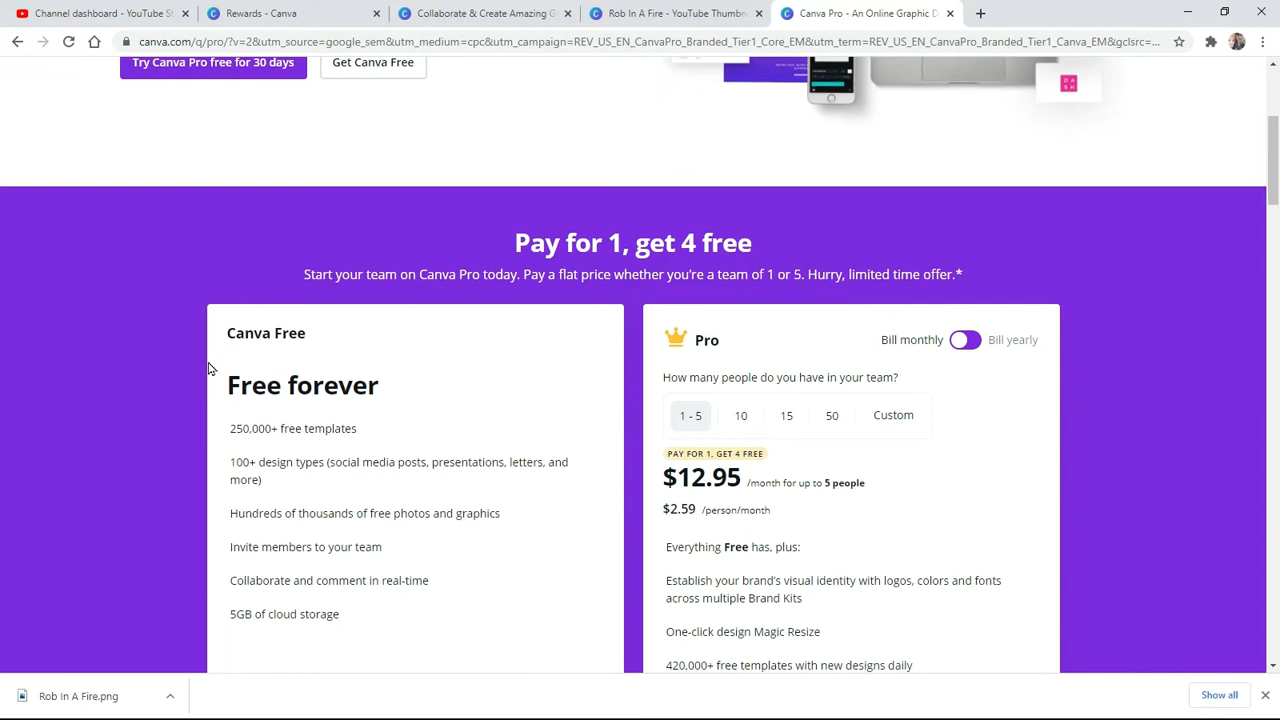 Channel dashboard - YouTube St
Rewards - Canva
Collaborate & Create Amazing G
Rob In A Fire - YouTube Thumbn
Canva Pro - An Online Graphic D
canva.com/q/pro/?v=2&utm_source=google_sem&utm_medium=cpc&utm_campaign=REV_US_EN_CanvaPro_Branded_Tier1_Core_EM&utm_term=REV_US_EN_CanvaPro_Branded_Tier1_Canva_EM&gclsrc=...
Try Canva Pro free for 30 days
Get Canva Free
DA
SH
Pay for 1, get 4 free
Start your team on Canva Pro today. Pay a flat price whether you're a team of 1 or 5. Hurry, limited time offer.*
Canva Free
Free forever
250,000+ free templates
100+ design types (social media posts, presentations, letters, and
more)
Hundreds of thousands of free photos and graphics
Invite members to your team
Collaborate and comment in real-time
5GB of cloud storage
Pro
Bill monthly
Bill yearly
How many people do you have in your team?
1 - 5
10
15
50
Custom
PAY FOR 1, GET 4 FREE
$12.95 /month for up to 5 people
$2.59 /person/month
Everything Free has, plus:
Establish your brand's visual identity with logos, colors and fonts
across multiple Brand Kits
One-click design Magic Resize
420,000+ free templates with new designs daily
Rob In A Fire.png
Show all